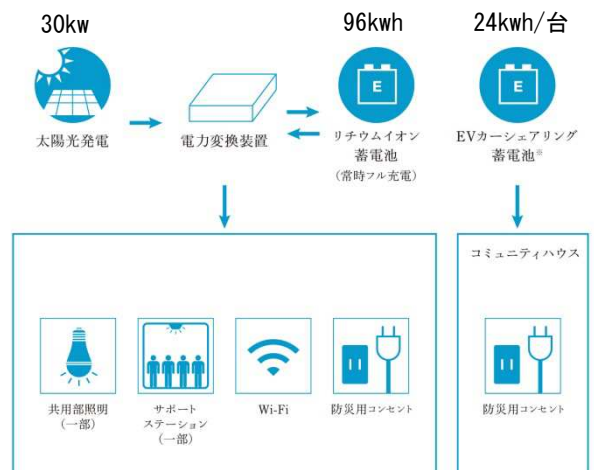 30kw
96kwh
24kwh/台
E
E
太陽光発電
電力変換装置
リチウムイオン
蓄電池
(常時フル充電)
EVカーシェアリング
蓄電池※
コミュニティハウス
共用部照明
(一部)
サポート
ステーション
(一部)
Wi-Fi
防災用コンセント
防災用コンセント